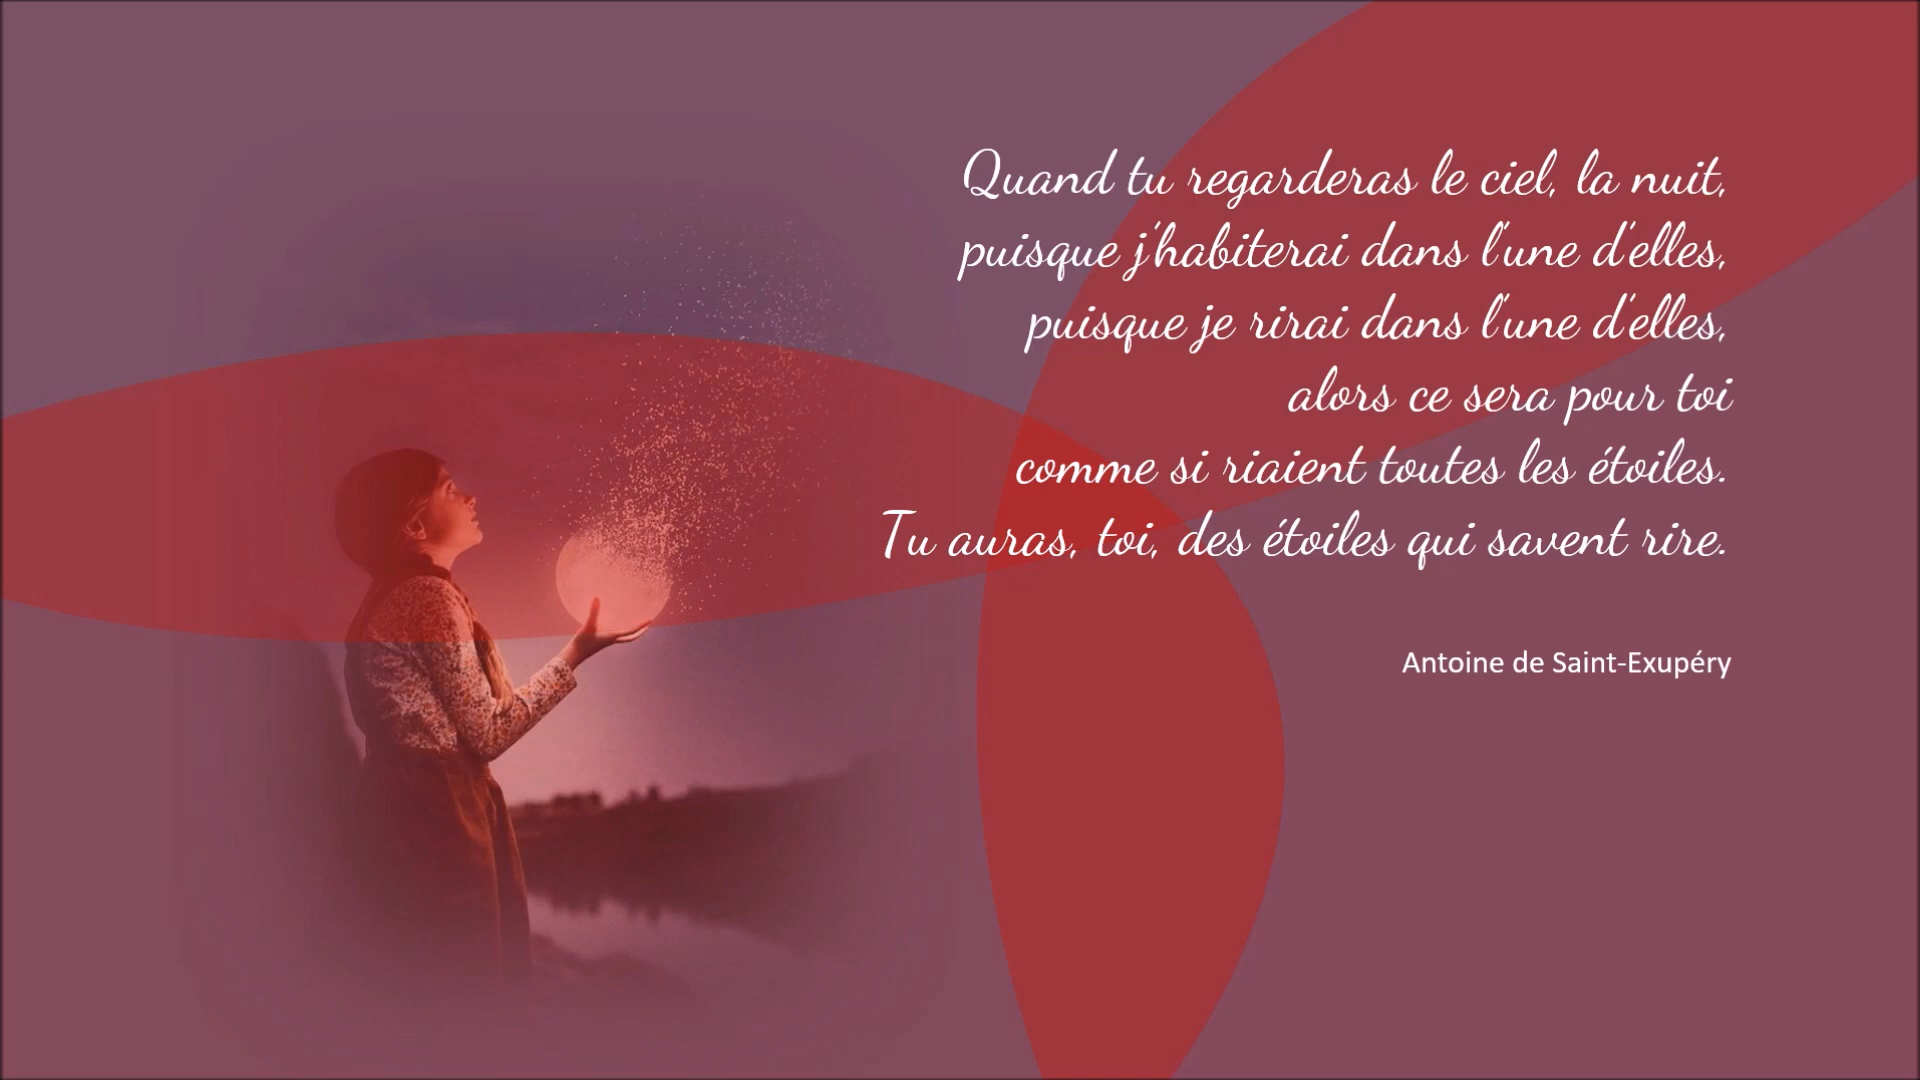 Quand tu regarderas le ciel, la nuit,
puisque j'habiterai dans l'une d'elles,
puisque je rirai dans l'une d'elles,
alors ce sera pour toi
comme si riaient toutes les étoiles.
Tu auras, toi, des étoiles qui savent rire.
Antoine de Saint-Exupéry